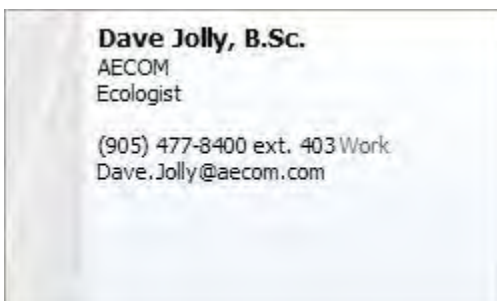 Dave Jolly, B.Sc.
AECOM
Ecologist
(905) 477-8400 ext. 403 Work
Dave.Jolly@aecom.com